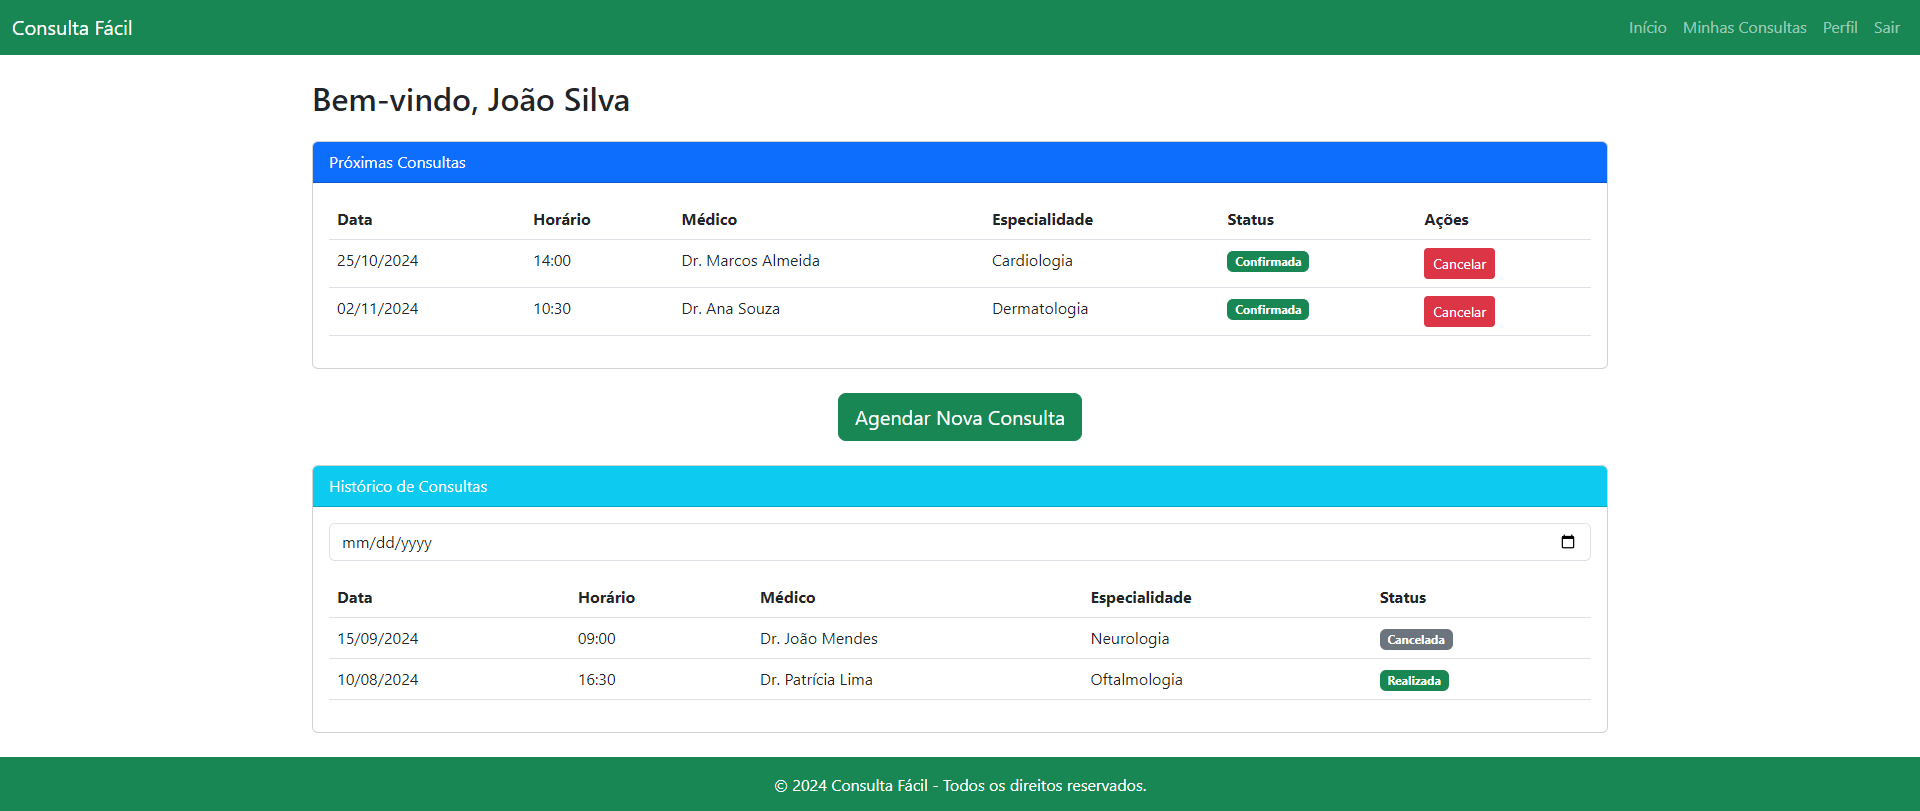 Consulta Fácil Início Minhas Consultas Perfil Sair
Bem-vindo, João Silva
Próximas Consultas
Data Horário Médico Especialidade Status Ações
25/10/2024 14:00 Dr. Marcos Almeida Cardiologia Confirmada Cancelar
02/11/2024 10:30 Dr. Ana Souza Dermatologia Confirmada Cancelar
Agendar Nova Consulta
Histórico de Consultas
mm/dd/yyyy
Data Horário Médico Especialidade Status
15/09/2024 09:00 Dr. João Mendes Neurologia Cancelada
10/08/2024 16:30 Dr. Patrícia Lima Oftalmologia Realizada
© 2024 Consulta Fácil - Todos os direitos reservados.